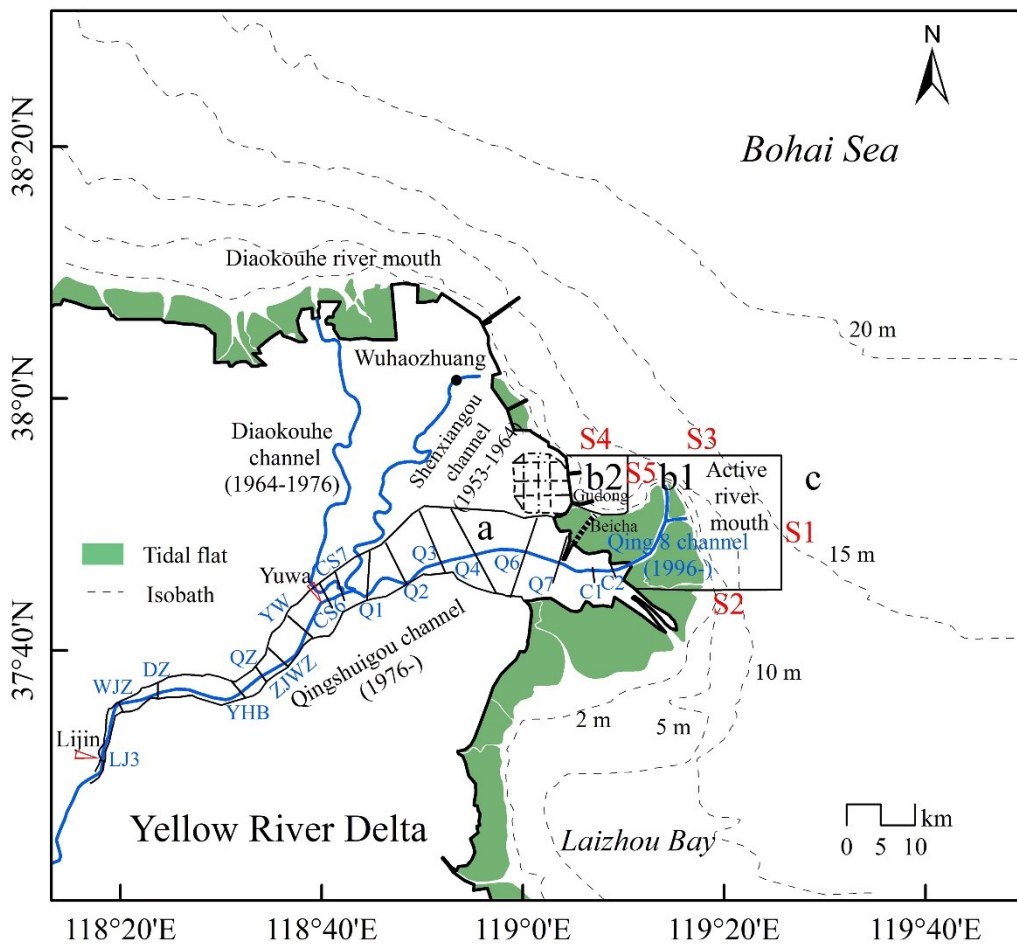 N
Bohai Sea
38°20'N
38°0'N
37°40'N
Diaokouhe river mouth
20 m
Wuhaozhuang
Diaokouhe
channel
(1964-1976)
Shenxiangou
channel
(1953-1964)
S4
S3
b2
S5
b1
Active
river
mouth
c
Gudong
Beicha
S1
15 m
a
Qing 8 channel
(1996-)
Tidal flat
Isobath
Yuwa
CS7
Q3
Q4
Q6
Q7
C1
C2
S2
YW
CS6
Q1
Q2
Qingshuigou channel
(1976-)
QZ
ZJWZ
DZ
WJZ
YHB
10 m
5 m
2 m
Lijin
LJ3
Yellow River Delta
Laizhou Bay
km
0 5 10
118°20'E 118°40'E 119°0'E 119°20'E 119°40'E